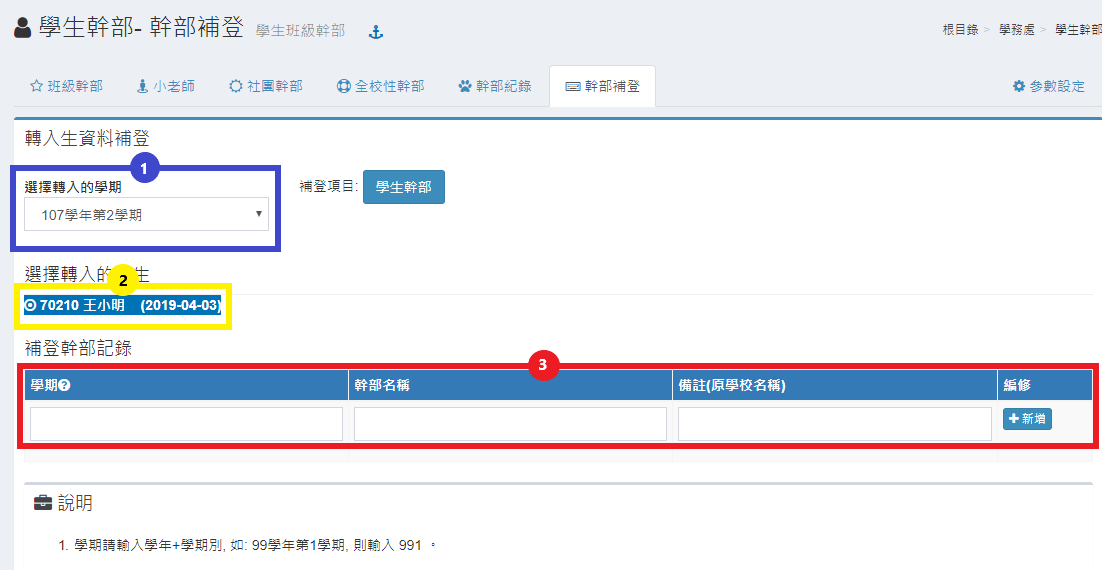 學生幹部- 幹部補登 學生班級幹部
根目錄 > 學務處 > 學生幹部
班級幹部 小老師 社團幹部 全校性幹部 幹部紀錄 幹部補登 參數設定
轉入生資料補登
1
選擇轉入的學期
補登項目: 學生幹部
107學年第2學期
選擇轉入的 生
2
70210 王小明 (2019-04-03)
補登幹部記錄
3
學期 幹部名稱 備註(原學校名稱) 編修
新增
說明
1. 學期請輸入學年+學期別, 如: 99學年第1學期, 則輸入 991 。